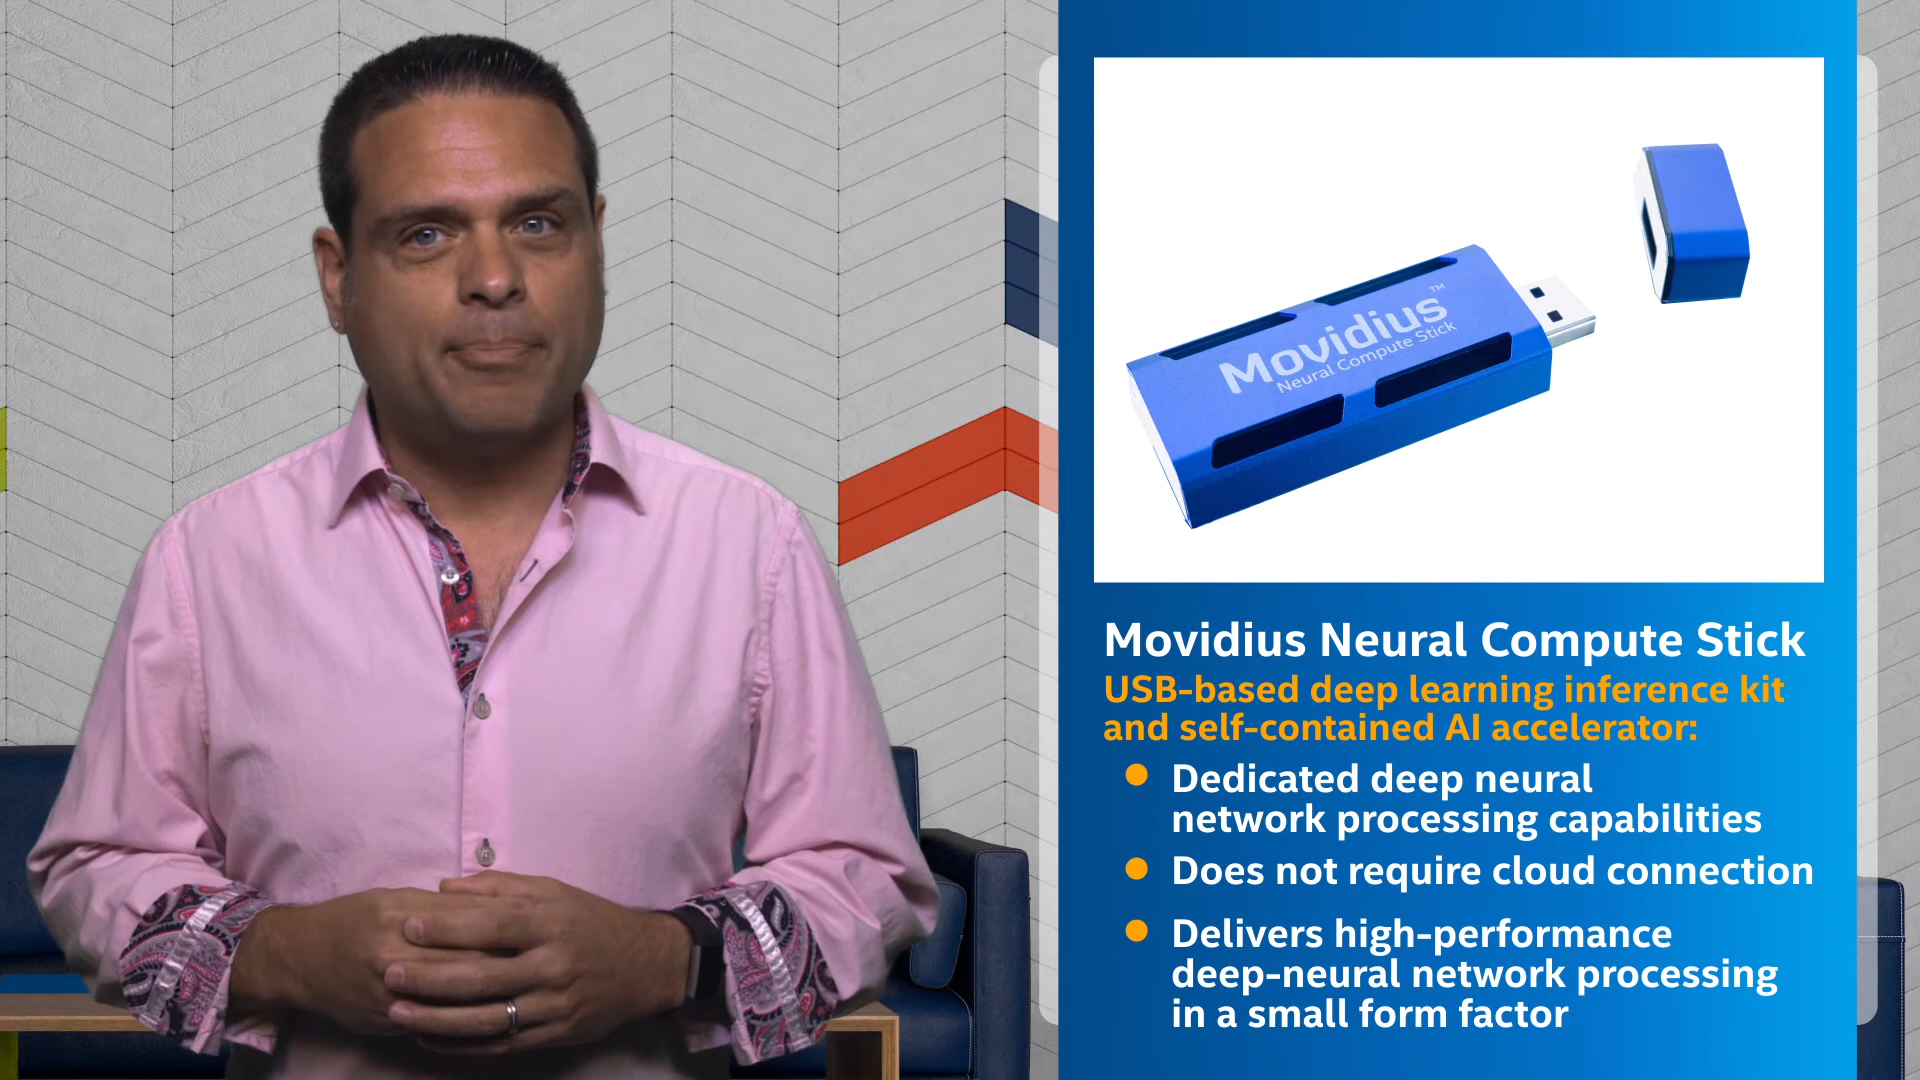 Movidius™
Neural Compute Stick
Movidius Neural Compute Stick
USB-based deep learning inference kit
and self-contained AI accelerator:
Dedicated deep neural
network processing capabilities
Does not require cloud connection
Delivers high-performance
deep-neural network processing
in a small form factor